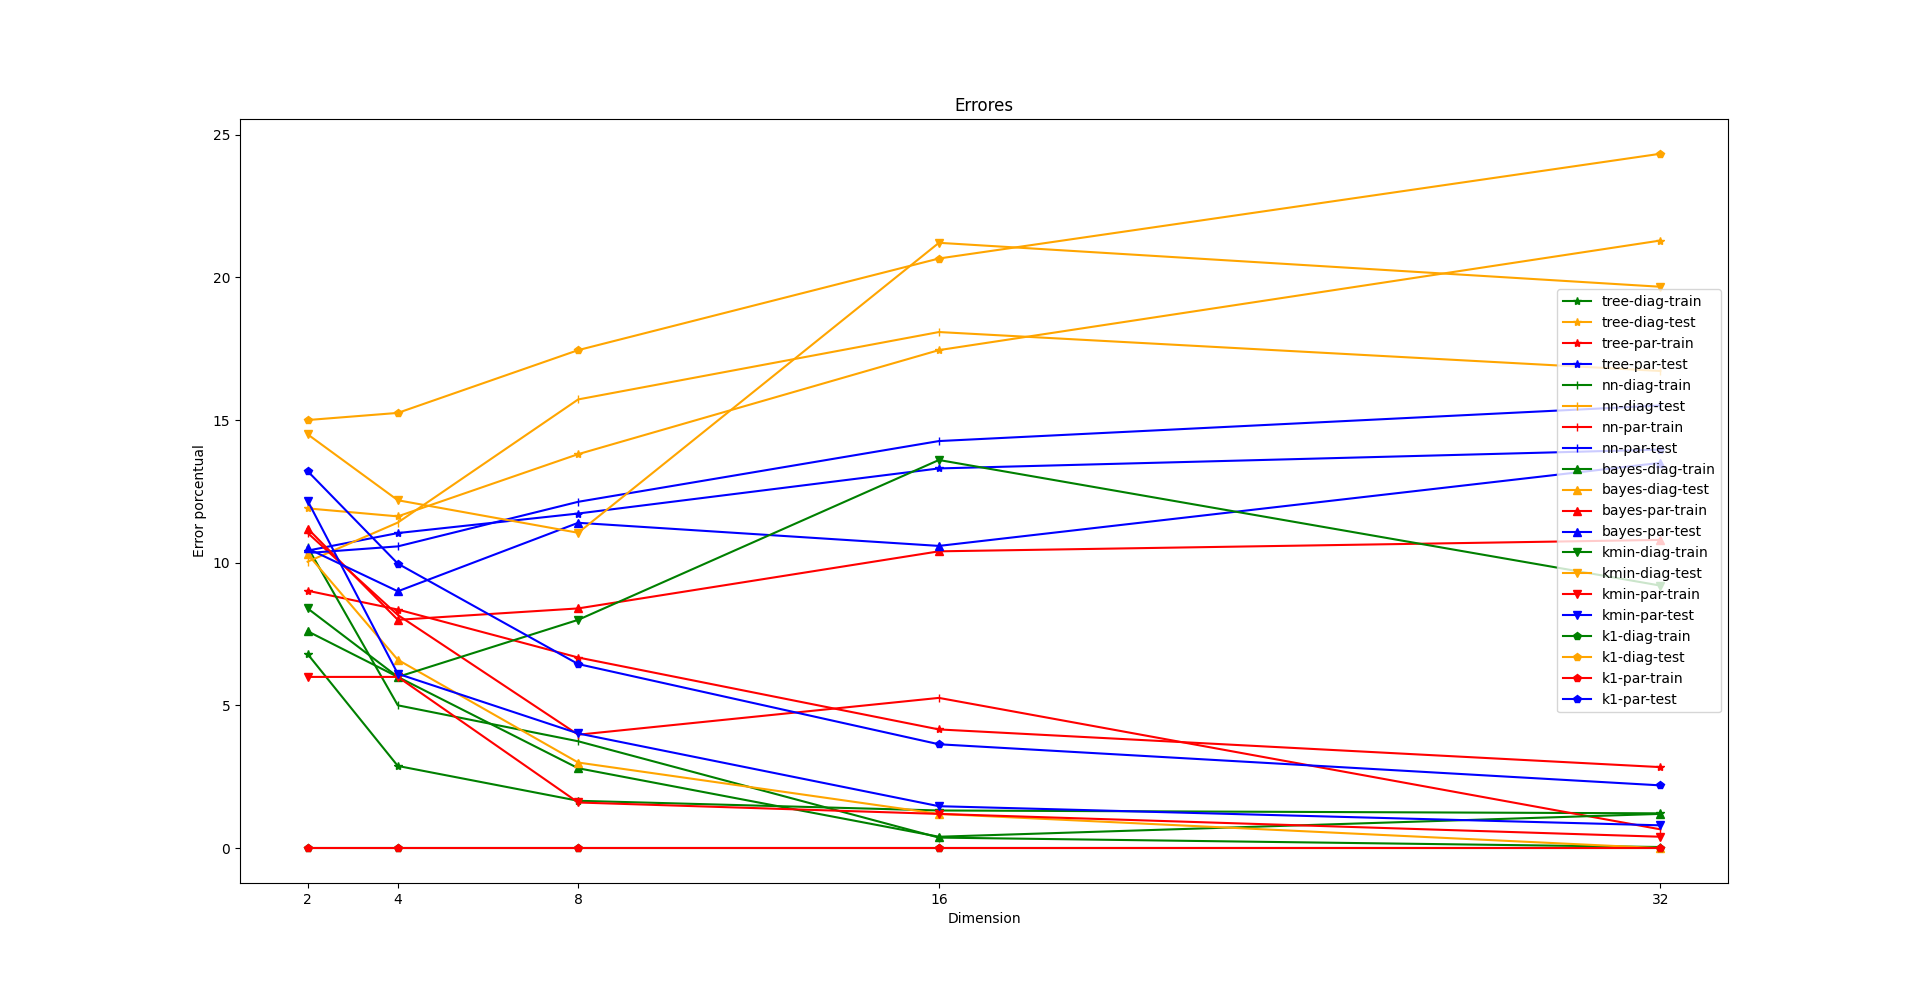 Errores
25
20
15
10
5
0
Error porcentual
2 4 8 16 32
Dimension
tree-diag-train
tree-diag-test
tree-par-train
tree-par-test
nn-diag-train
nn-diag-test
nn-par-train
nn-par-test
bayes-diag-train
bayes-diag-test
bayes-par-train
bayes-par-test
kmin-diag-train
kmin-diag-test
kmin-par-train
kmin-par-test
k1-diag-train
k1-diag-test
k1-par-train
k1-par-test